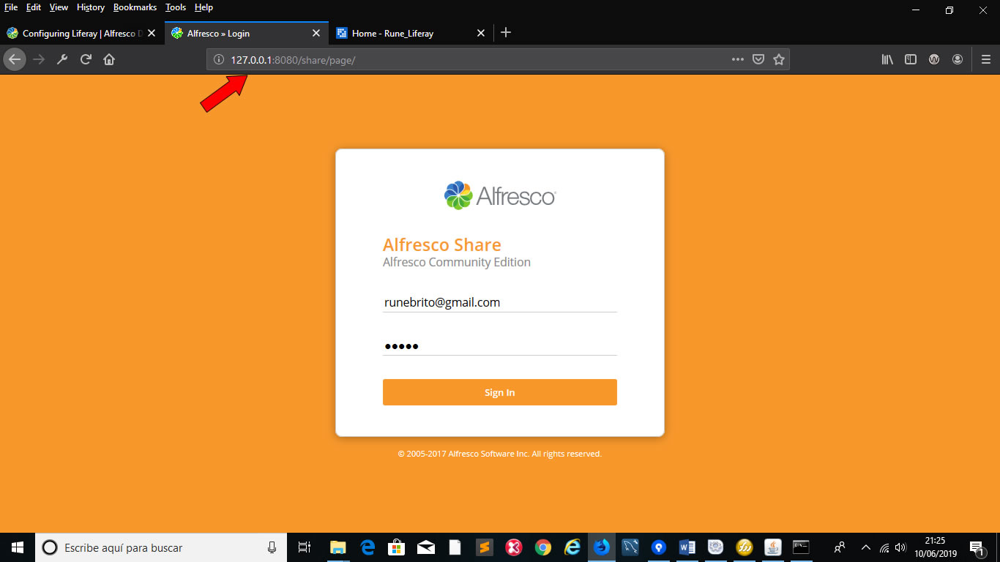 File Edit View History Bookmarks Tools Help
Configuring Liferay | Alfresco D
Alfresco » Login
Home - Rune_Liferay
127.0.0.1:8080/share/page/
Alfresco
Alfresco Share
Alfresco Community Edition
runebrito@gmail.com
•••••
Sign In
© 2005-2017 Alfresco Software Inc. All rights reserved.
Escribe aquí para buscar
21:25
10/06/2019
1